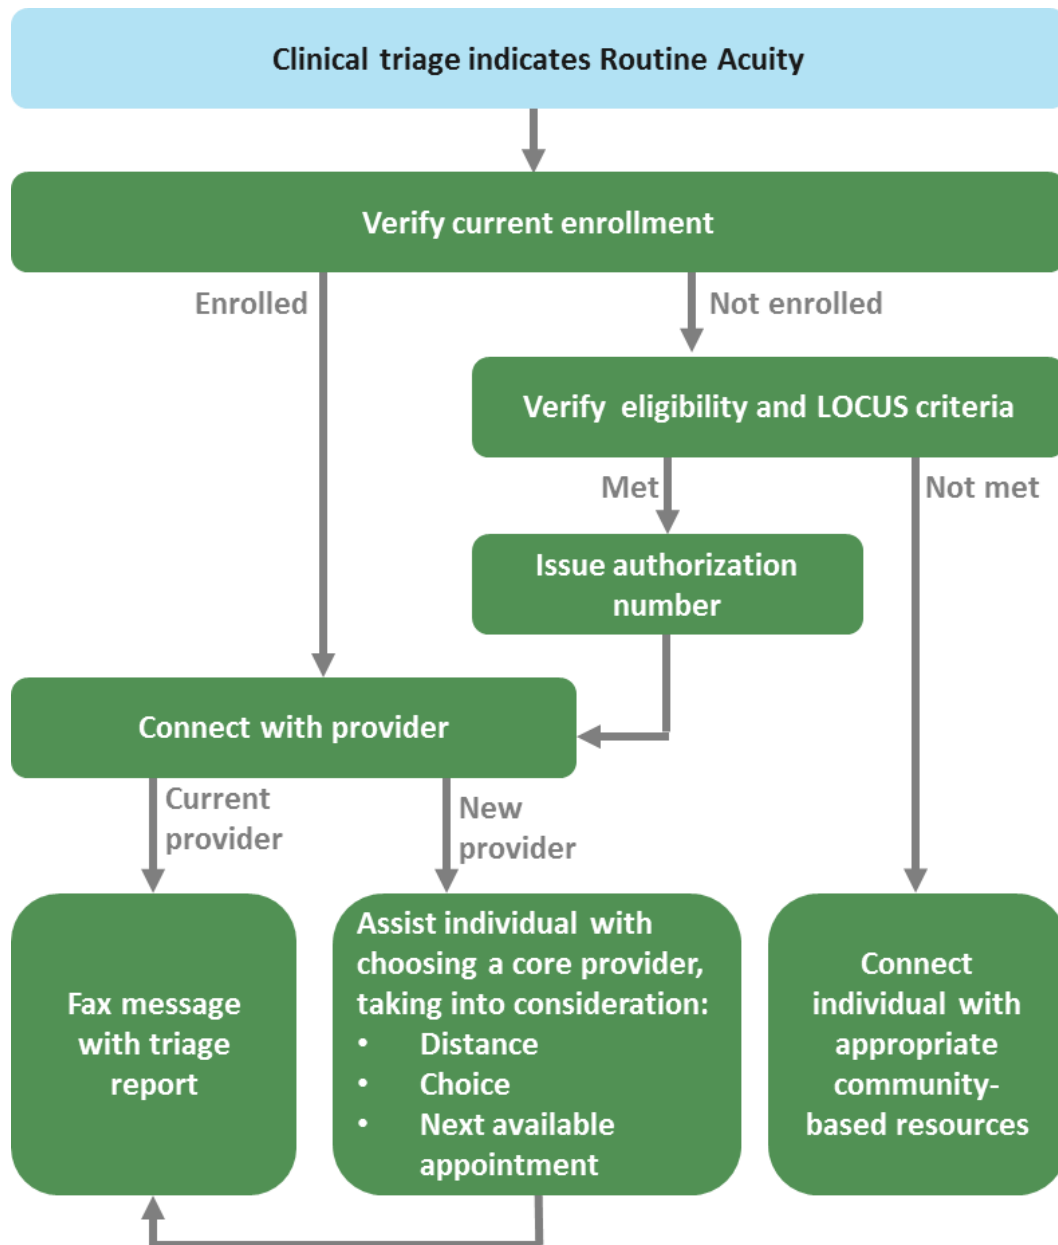 Clinical triage indicates Routine Acuity
Verify current enrollment
Enrolled
Not enrolled
Verify eligibility and LOCUS criteria
Met
Not met
Issue authorization
number
Connect with provider
Current
provider
New
provider
Fax message
with triage
report
Assist individual with
choosing a core provider,
taking into consideration:
• Distance
• Choice
• Next available
appointment
Connect
individual with
appropriate
community-
based resources